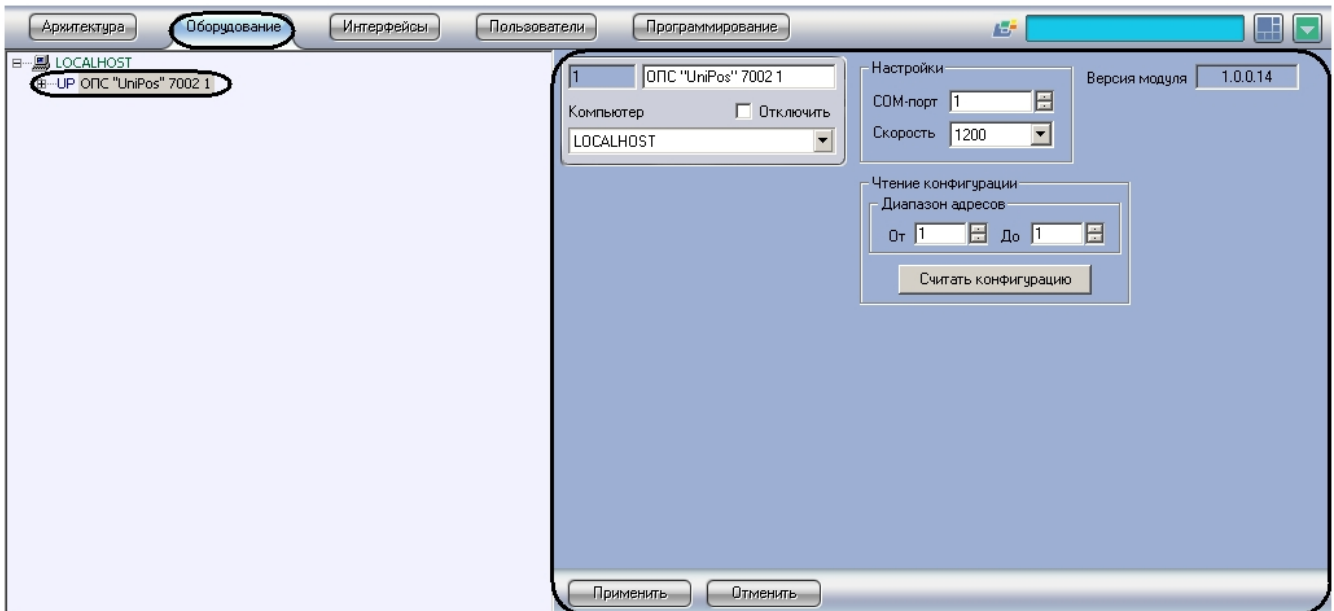 Архитектура Оборудование Интерфейсы Пользователи Программирование
LOCALHOST
UP ОПС "UniPos" 7002 1
1 ОПС "UniPos" 7002 1
Компьютер Отключить
LOCALHOST
Настройки
COM-порт 1
Скорость 1200
Версия модуля 1.0.0.14
Чтение конфигурации
Диапазон адресов
От 1 До 1
Считать конфигурацию
Применить Отменить